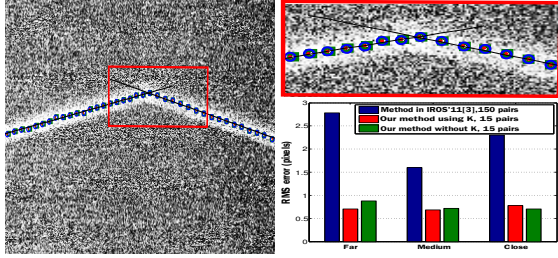 3
2.5
2
1.5
1
0.5
0
RMS error (pixels)
Method in IROS'11[3],150 pairs
Our method using K, 15 pairs
Our method without K, 15 pairs
Far
Medium
Close